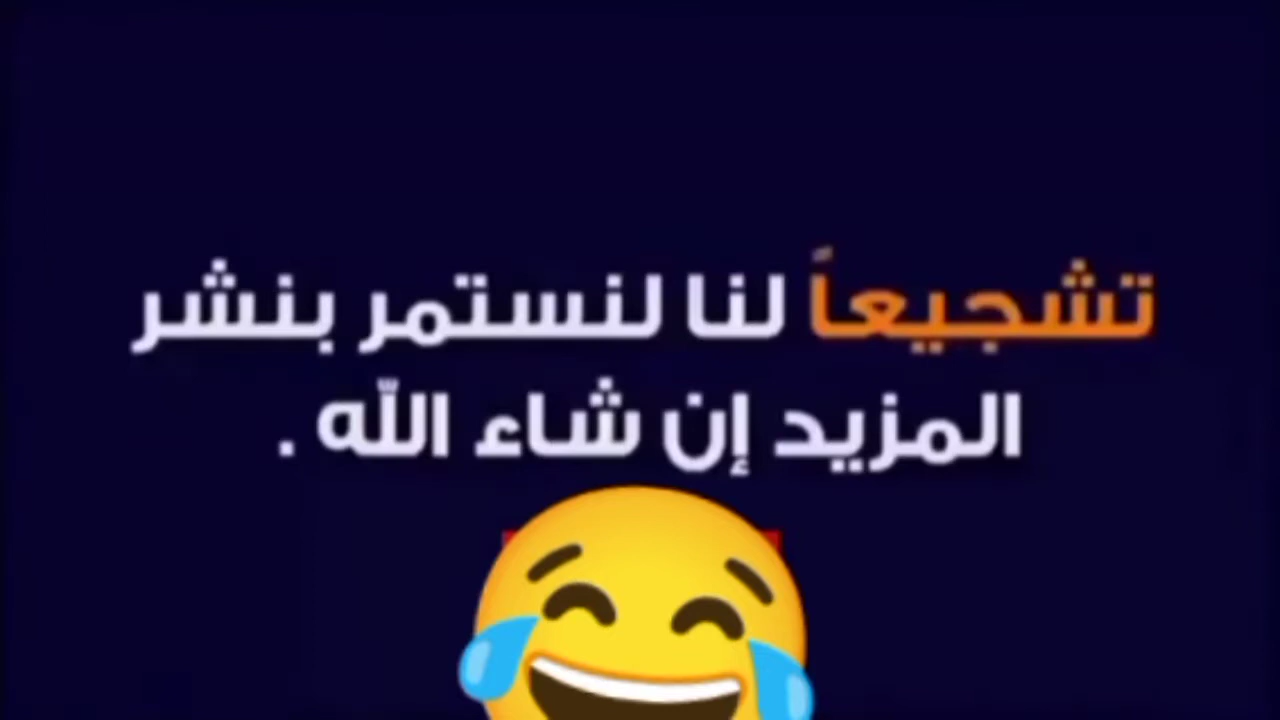 تشجيعاً لنا لنستمر بنشر
المزيد إن شاء الله .